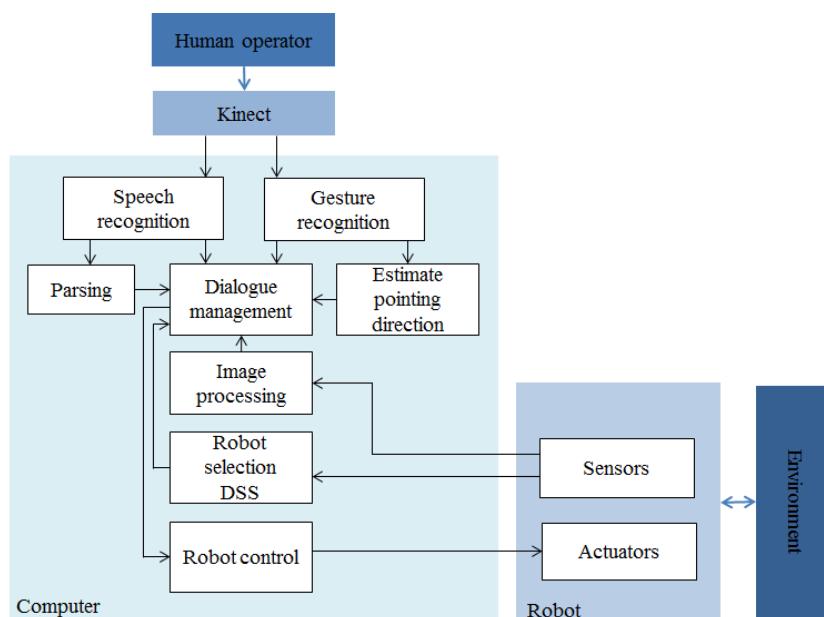 Human operator
Kinect
Speech
recognition
Gesture
recognition
Parsing
Dialogue
management
Estimate
pointing
direction
Image
processing
Robot
selection
DSS
Sensors
Robot control
Actuators
Environment
Computer
Robot